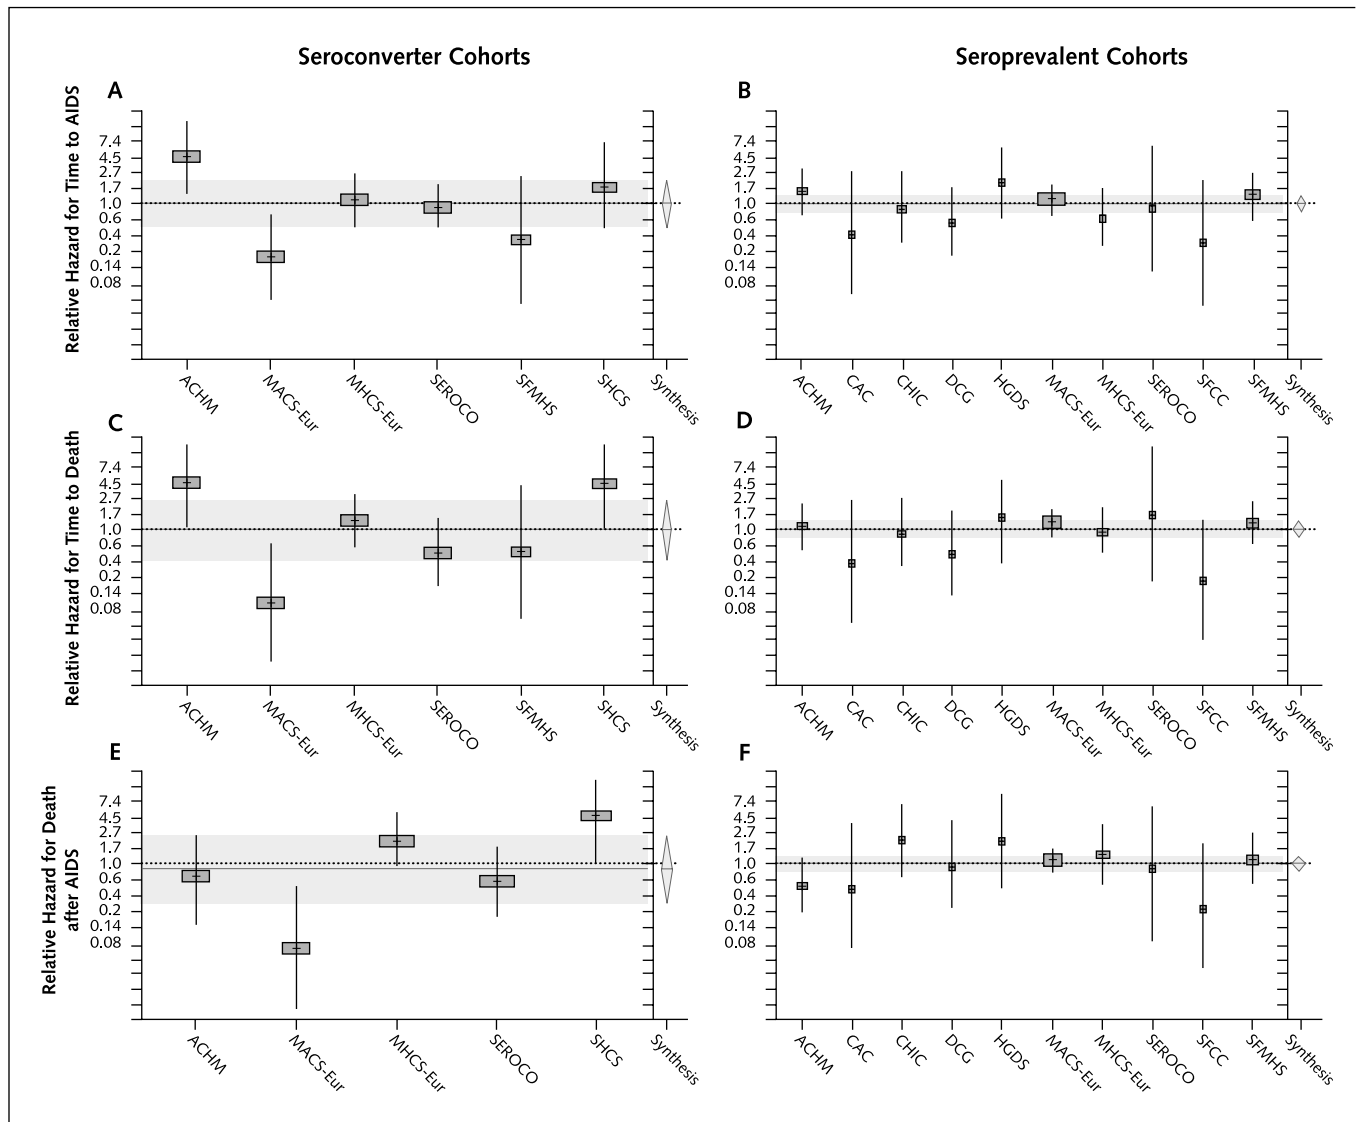 Seroconverter Cohorts
Seroprevalent Cohorts
A
Relative Hazard for Time to AIDS
7.4
4.5
2.7
1.7
1.0
0.6
0.4
0.2
0.14
0.08
ACHM
MACS-Eur
MHCS-Eur
SEROCO
SFMHS
SHCS
Synthesis
B
7.4
4.5
2.7
1.7
1.0
0.6
0.4
0.2
0.14
0.08
ACHM
CAC
CHIC
DCG
HGDS
MACS-Eur
MHCS-Eur
SEROCO
SFCC
SFMHS
Synthesis
C
Relative Hazard for Time to Death
7.4
4.5
2.7
1.7
1.0
0.6
0.4
0.2
0.14
0.08
ACHM
MACS-Eur
MHCS-Eur
SEROCO
SFMHS
SHCS
Synthesis
D
7.4
4.5
2.7
1.7
1.0
0.6
0.4
0.2
0.14
0.08
ACHM
CAC
CHIC
DCG
HGDS
MACS-Eur
MHCS-Eur
SEROCO
SFCC
SFMHS
Synthesis
E
Relative Hazard for Death
after AIDS
7.4
4.5
2.7
1.7
1.0
0.6
0.4
0.2
0.14
0.08
ACHM
MACS-Eur
MHCS-Eur
SEROCO
SHCS
Synthesis
F
7.4
4.5
2.7
1.7
1.0
0.6
0.4
0.2
0.14
0.08
ACHM
CAC
CHIC
DCG
HGDS
MACS-Eur
MHCS-Eur
SEROCO
SFCC
SFMHS
Synthesis